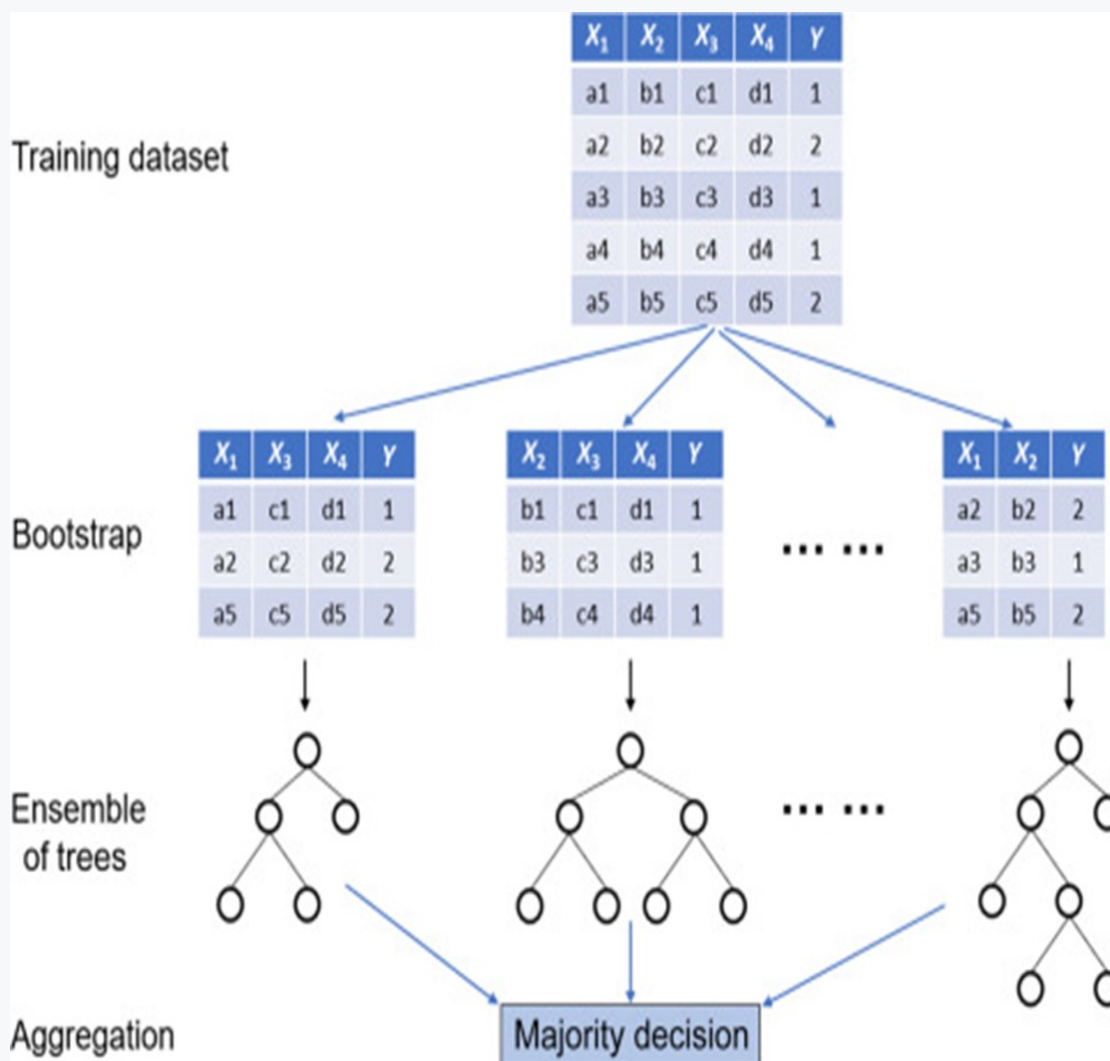 X₁ X₂ X₃ X₄ Y
a1 b1 c1 d1 1
Training dataset
a2 b2 c2 d2 2
a3 b3 c3 d3 1
a4 b4 c4 d4 1
a5 b5 c5 d5 2
X₁ X₃ X₄ Y
a1 c1 d1 1
a2 c2 d2 2
a5 c5 d5 2
X₂ X₃ X₄ Y
b1 c1 d1 1
b3 c3 d3 1
b4 c4 d4 1
X₁ X₂ Y
a2 b2 2
a3 b3 1
a5 b5 2
Bootstrap
... ...
Ensemble
of trees
... ...
Aggregation
Majority decision